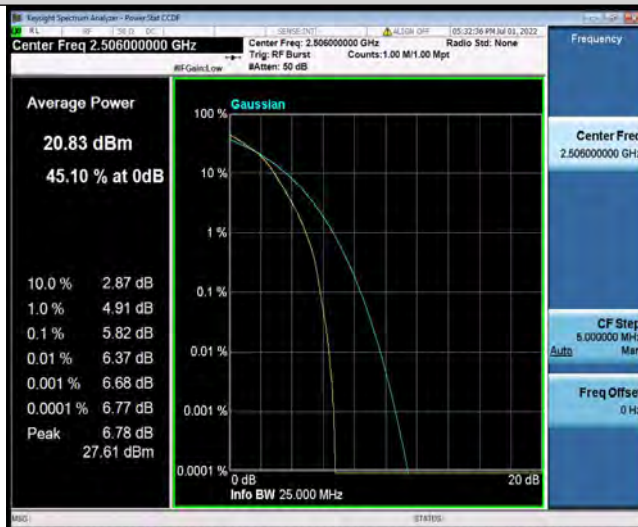 Keysight Spectrum Analyzer - Power Stat CCDF
RL RF 50 Ω DC SENSE:INT ALIGN OFF 05:32:36 PM Jul 01, 2022
Center Freq 2.506000000 GHz
Center Freq: 2.506000000 GHz Radio Std: None
Trig: RF Burst Counts:1.00 M/1.00 Mpt
#IFGain:Low #Atten: 50 dB
Frequency
Average Power
20.83 dBm
45.10 % at 0dB
10.0 % 2.87 dB
1.0 % 4.91 dB
0.1 % 5.82 dB
0.01 % 6.37 dB
0.001 % 6.68 dB
0.0001 % 6.77 dB
Peak 6.78 dB
27.61 dBm
Gaussian
100 %
10 %
1 %
0.1 %
0.01 %
0.001 %
0.0001 %
0 dB 20 dB
Info BW 25.000 MHz
Center Freq
2.506000000 GHz
CF Step
5.000000 MHz
Auto Man
Freq Offset
0 Hz
MSG STATUS